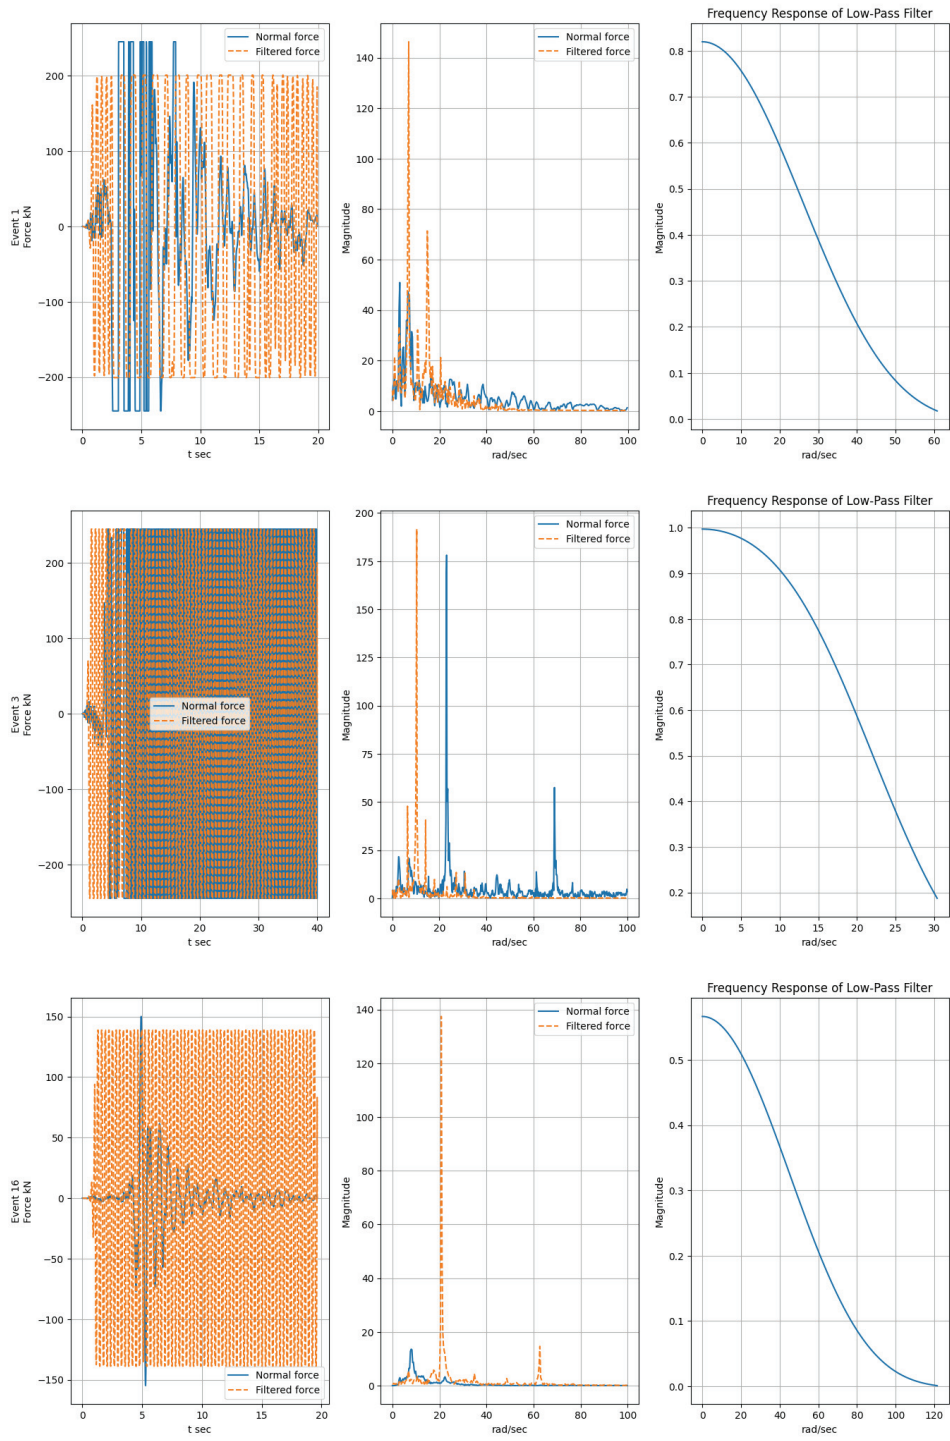 Event 1
Force kN
200
100
0
−100
−200
0 5 10 15 20
t sec
Normal force
Filtered force
Magnitude
140
120
100
80
60
40
20
0
0 20 40 60 80 100
rad/sec
Normal force
Filtered force
Frequency Response of Low-Pass Filter
Magnitude
0.8
0.7
0.6
0.5
0.4
0.3
0.2
0.1
0.0
0 10 20 30 40 50 60
rad/sec
Event 3
Force kN
200
100
0
−100
−200
0 10 20 30 40
t sec
Normal force
Filtered force
Magnitude
200
175
150
125
100
75
50
25
0
0 20 40 60 80 100
rad/sec
Normal force
Filtered force
Frequency Response of Low-Pass Filter
Magnitude
1.0
0.9
0.8
0.7
0.6
0.5
0.4
0.3
0.2
0 5 10 15 20 25 30
rad/sec
Event 16
Force kN
150
100
50
0
−50
−100
−150
0 5 10 15 20
t sec
Normal force
Filtered force
Magnitude
140
120
100
80
60
40
20
0
0 20 40 60 80 100
rad/sec
Normal force
Filtered force
Frequency Response of Low-Pass Filter
Magnitude
0.5
0.4
0.3
0.2
0.1
0.0
0 20 40 60 80 100 120
rad/sec